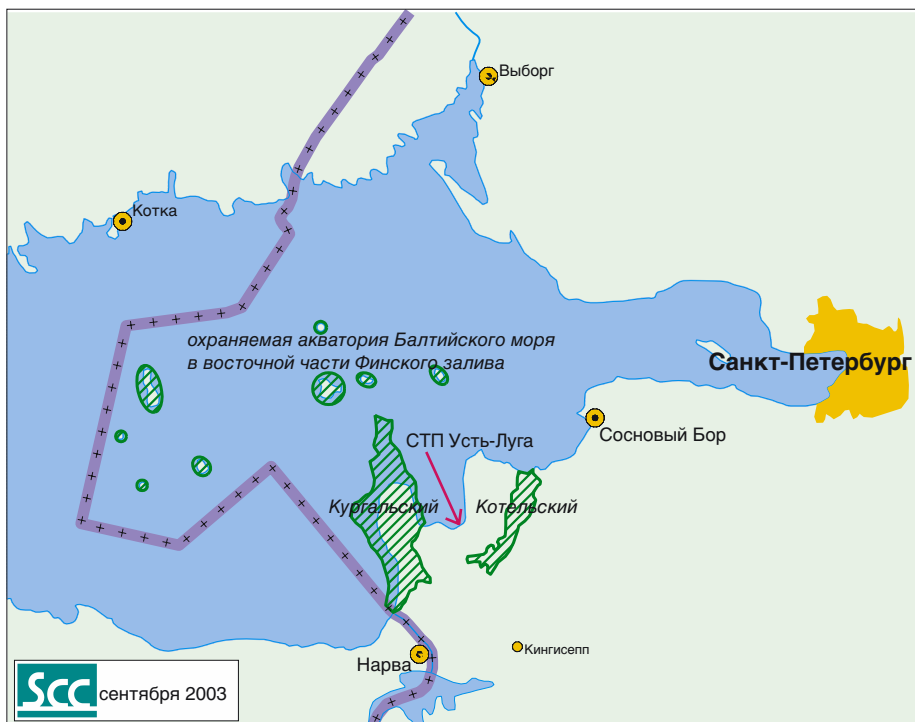 Выборг
Котка
охраняемая акватория Балтийского моря
в восточной части Финского залива
Санкт-Петербург
СТП Усть-Луга
Сосновый Бор
Кургальский
Котельский
Кингисепп
Нарва
Scc сентября 2003